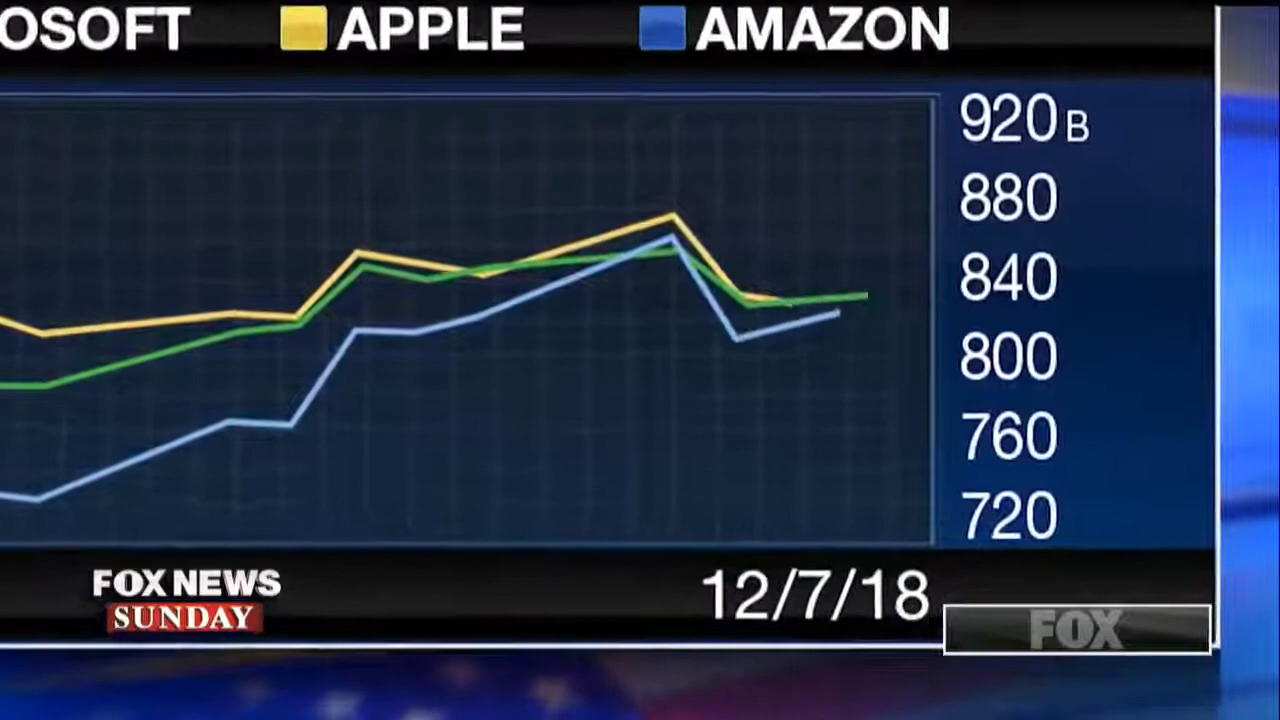 OSOFT APPLE AMAZON
920 B
880
840
800
760
720
12/7/18
FOX NEWS
SUNDAY
FOX